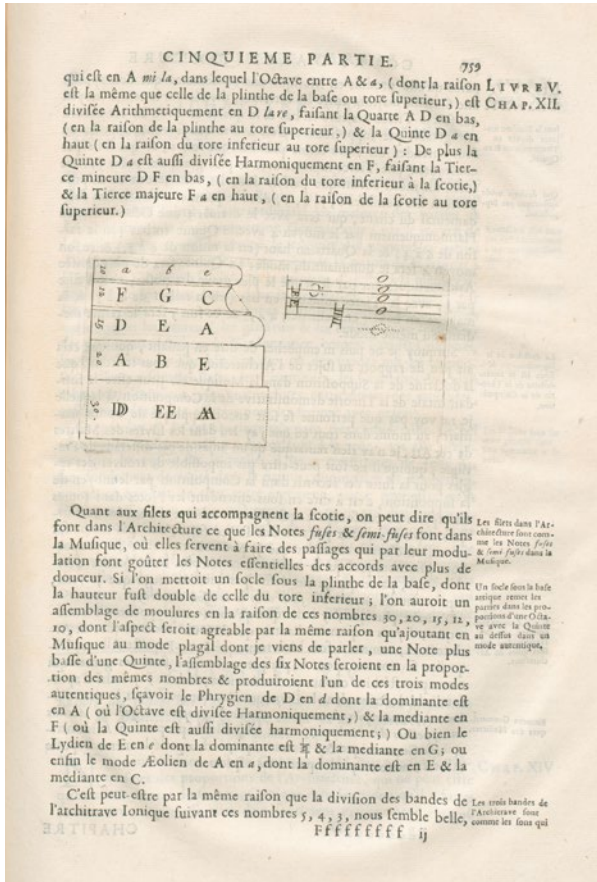 CINQUIEME PARTIE. 759
qui eſt en A mi la, dans lequel l'Octave entre A & a, ( dont la raiſon
eſt la même que celle de la plinthe de la baſe ou tore ſuperieur, ) eſt
diviſée Arithmetiquement en D la re, faiſant la Quarte A D en bas,
( en la raiſon de la plinthe au tore ſuperieur, ) & la Quinte D a en
haut ( en la raiſon du tore inferieur au tore ſuperieur ) : De plus la
Quinte D a eſt auſſi diviſée Harmoniquement en F, faiſant la Tier-
ce mineure D F en bas, ( en la raiſon du tore inferieur à la ſcotie, )
& la Tierce majeure F a en haut, ( en la raiſon de la ſcotie au tore
ſuperieur. )
LIVRE V.
CHAP. XII.
10 a b e
12 F G C
15 D E A
20 A B E
30. DD EE AA
Quant aux filets qui accompagnent la ſcotie, on peut dire qu'ils
font dans l'Architecture ce que les Notes fuſes & ſemi-fuſes font dans
la Muſique, où elles ſervent à faire des paſſages qui par leur modu-
lation font goûter les Notes eſſentielles des accords avec plus de
douceur. Si l'on mettoit un ſocle ſous la plinthe de la baſe, dont
la hauteur fuſt double de celle du tore inferieur ; l'on auroit un
aſſemblage de moulures en la raiſon de ces nombres 30, 20, 15, 12,
10, dont l'aſpect ſeroit agreable par la même raiſon qu'ajoutant en
Muſique au mode plagal dont je viens de parler, une Note plus
baſſe d'une Quinte, l'aſſemblage des ſix Notes ſeroient en la propor-
tion des mêmes nombres & produiroient l'un de ces trois modes
autentiques, ſçavoir le Phrygien de D en d dont la dominante eſt
en A ( où l'Octave eſt diviſée Harmoniquement, ) & la mediante en
F ( où la Quinte eſt auſſi diviſée harmoniquement ; ) Ou bien le
Lydien de E en e dont la dominante eſt ♮ & la mediante en G ; ou
enfin le mode Æolien de A en a, dont la dominante eſt en E & la
mediante en C.
C'eſt peut-eſtre par la même raiſon que la diviſion des bandes de
l'architrave Ionique ſuivant ces nombres 5, 4, 3, nous ſemble belle,
Les filets dans l'Ar-
chitecture ſont com-
me les Notes fuſes
& ſemi fuſes dans la
Muſique.
Un ſocle ſous la baſe
attique remet les
parties dans les pro-
portions d'une Octa-
ve avec la Quinte
au deſſus dans un
mode autentique.
Les trois bandes de
l'Architrave ſont
comme les ſons qui
Fffffffff ij